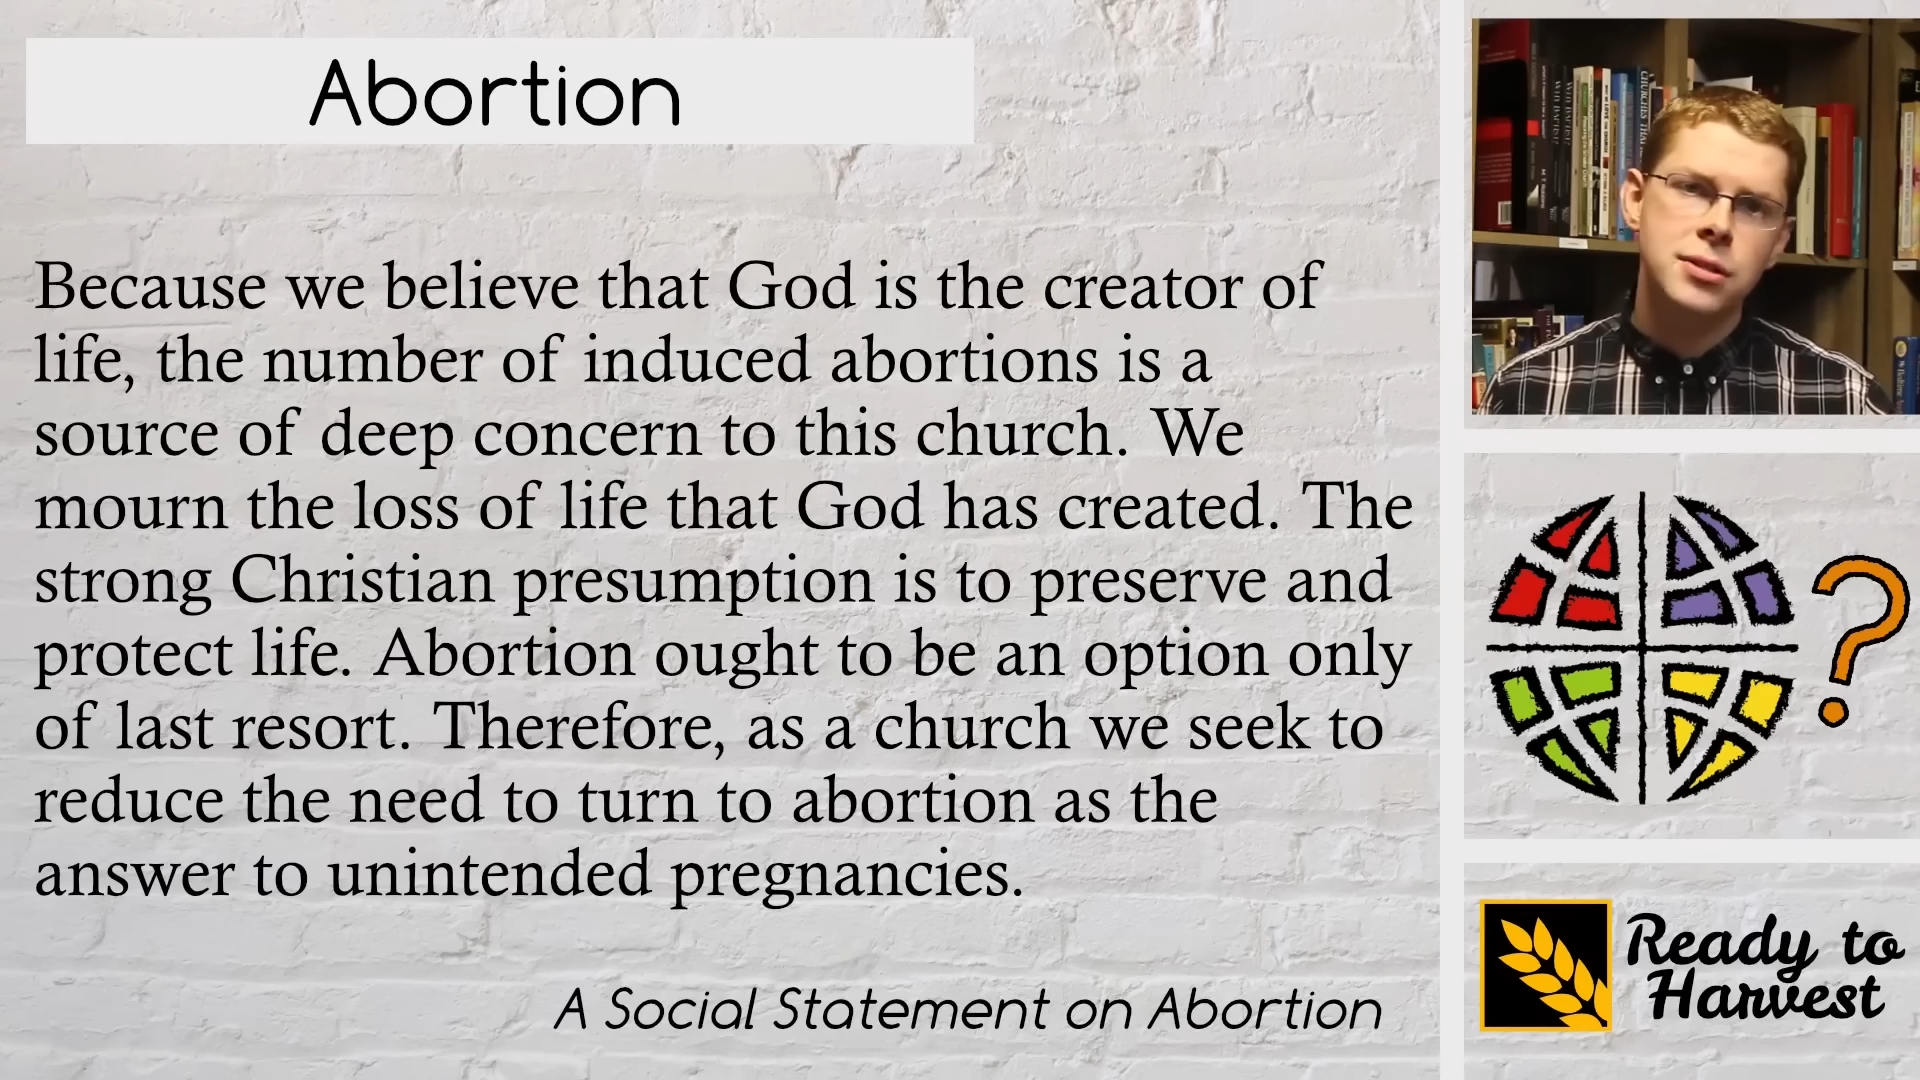 Abortion
Because we believe that God is the creator of
life, the number of induced abortions is a
source of deep concern to this church. We
mourn the loss of life that God has created. The
strong Christian presumption is to preserve and
protect life. Abortion ought to be an option only
of last resort. Therefore, as a church we seek to
reduce the need to turn to abortion as the
answer to unintended pregnancies.
A Social Statement on Abortion
?
Ready to
Harvest